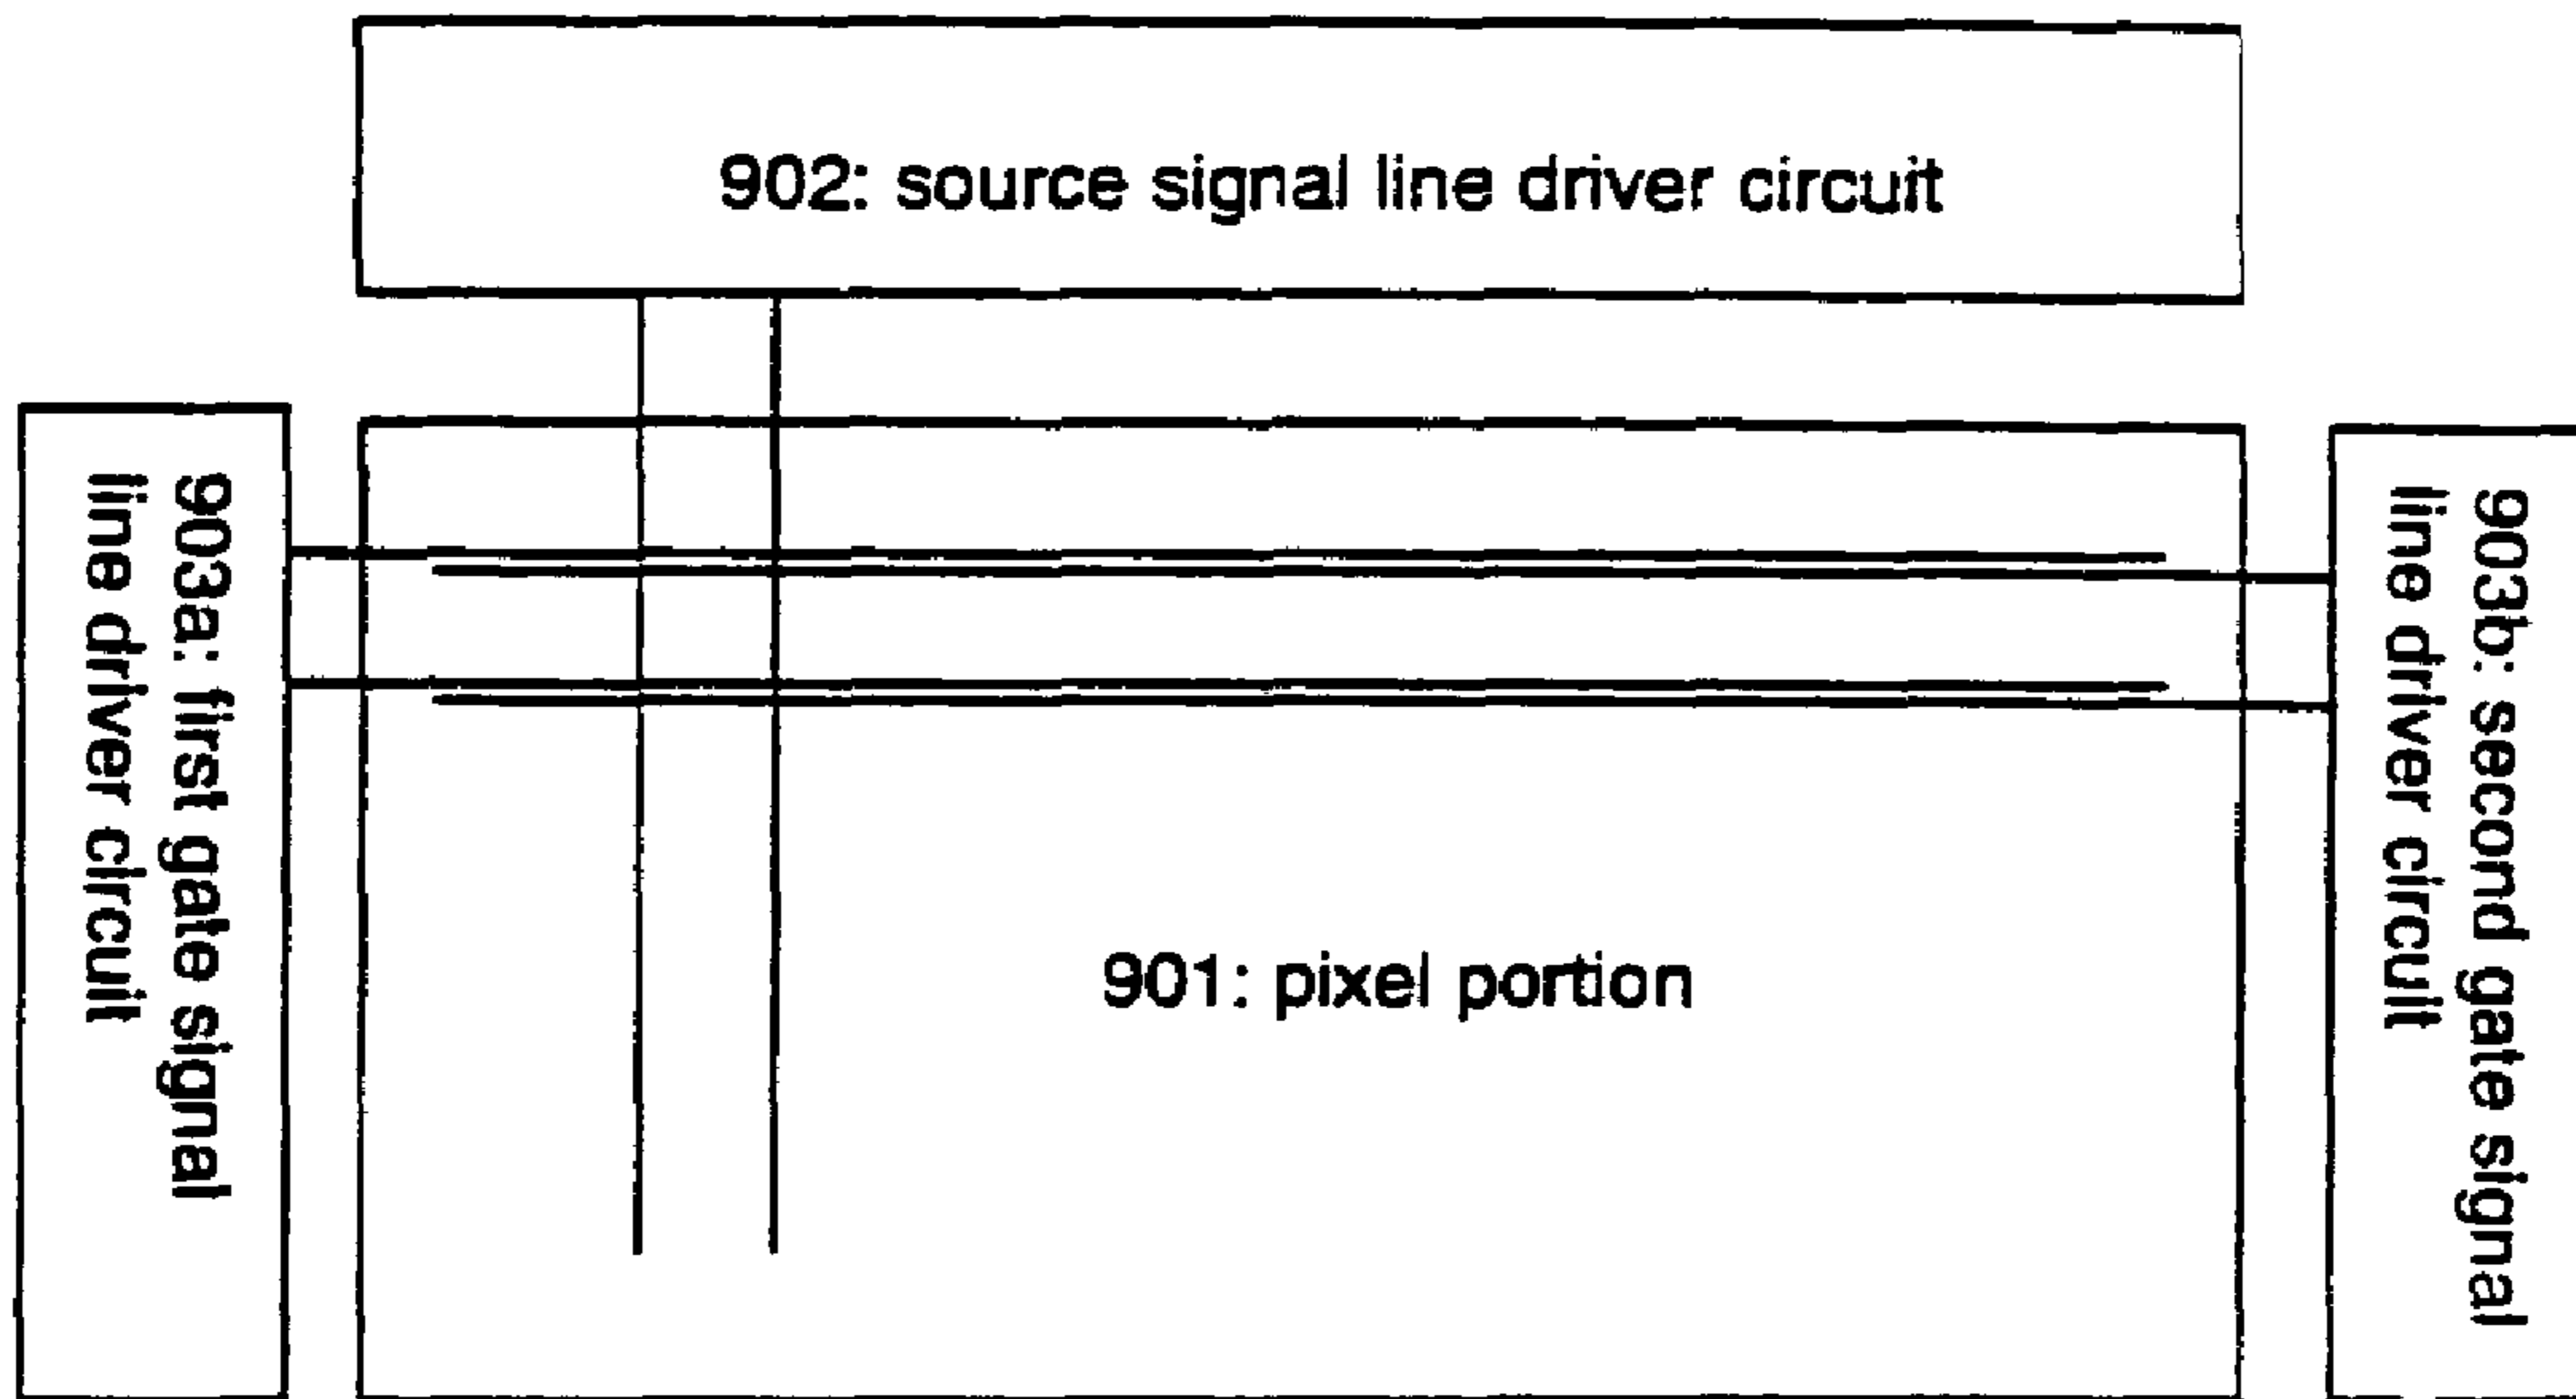 902: source signal line driver circuit
903a: first gate signal
line driver circuit
901: pixel portion
903b: second gate signal
line driver circuit